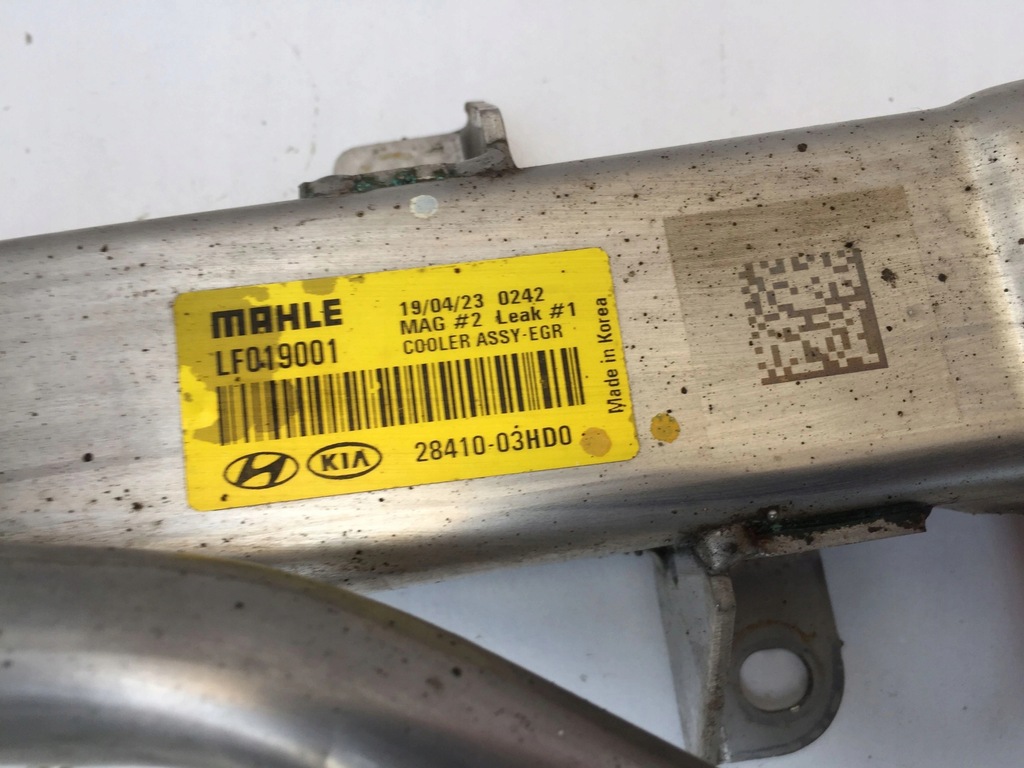 MAHLE
LF019001
19/04/23 0242
MAG #2 Leak #1
COOLER ASSY-EGR
Made in Korea
KIA
28410-03HD0